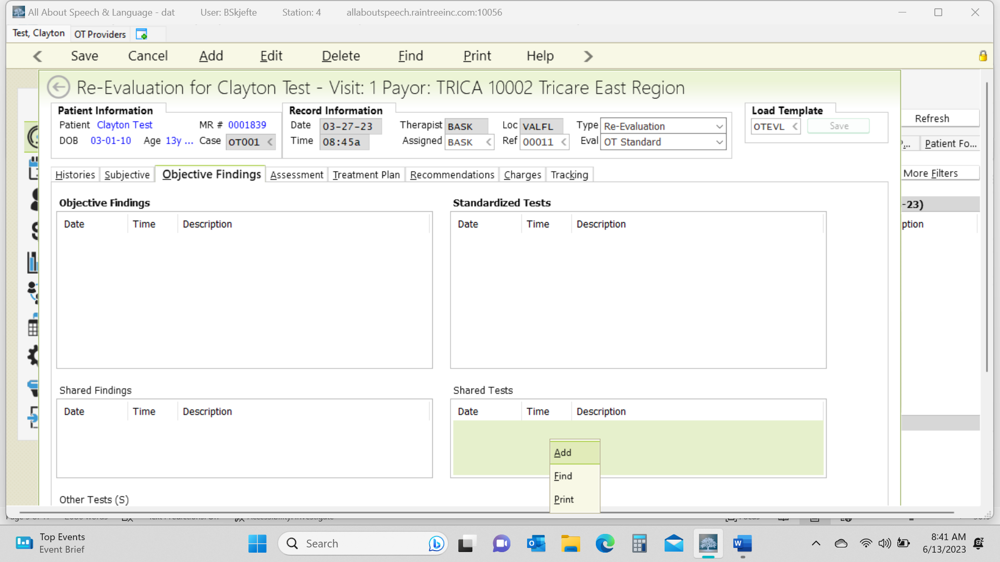 All About Speech & Language - dat User: BSkjefte Station: 4 allaboutspeech.raintreeinc.com:10056
Test, Clayton OT Providers
Save Cancel Add Edit Delete Find Print Help
Re-Evaluation for Clayton Test - Visit: 1 Payor: TRICA 10002 Tricare East Region
Patient Information Record Information Load Template
Patient Clayton Test MR # 0001839 Date 03-27-23 Therapist BASK Loc VALFL Type Re-Evaluation OTEVL < Save Refresh
DOB 03-01-10 Age 13y ... Case OT001 < Time 08:45a Assigned BASK < Ref 00011 < Eval OT Standard
Patient Fo...
Histories Subjective Objective Findings Assessment Treatment Plan Recommendations Charges Tracking More Filters
Objective Findings Standardized Tests -23)
Date Time Description Date Time Description ption
Shared Findings Shared Tests
Date Time Description Date Time Description
Add
Find
Print
Other Tests (S)
Top Events
Event Brief
Search
8:41 AM
6/13/2023